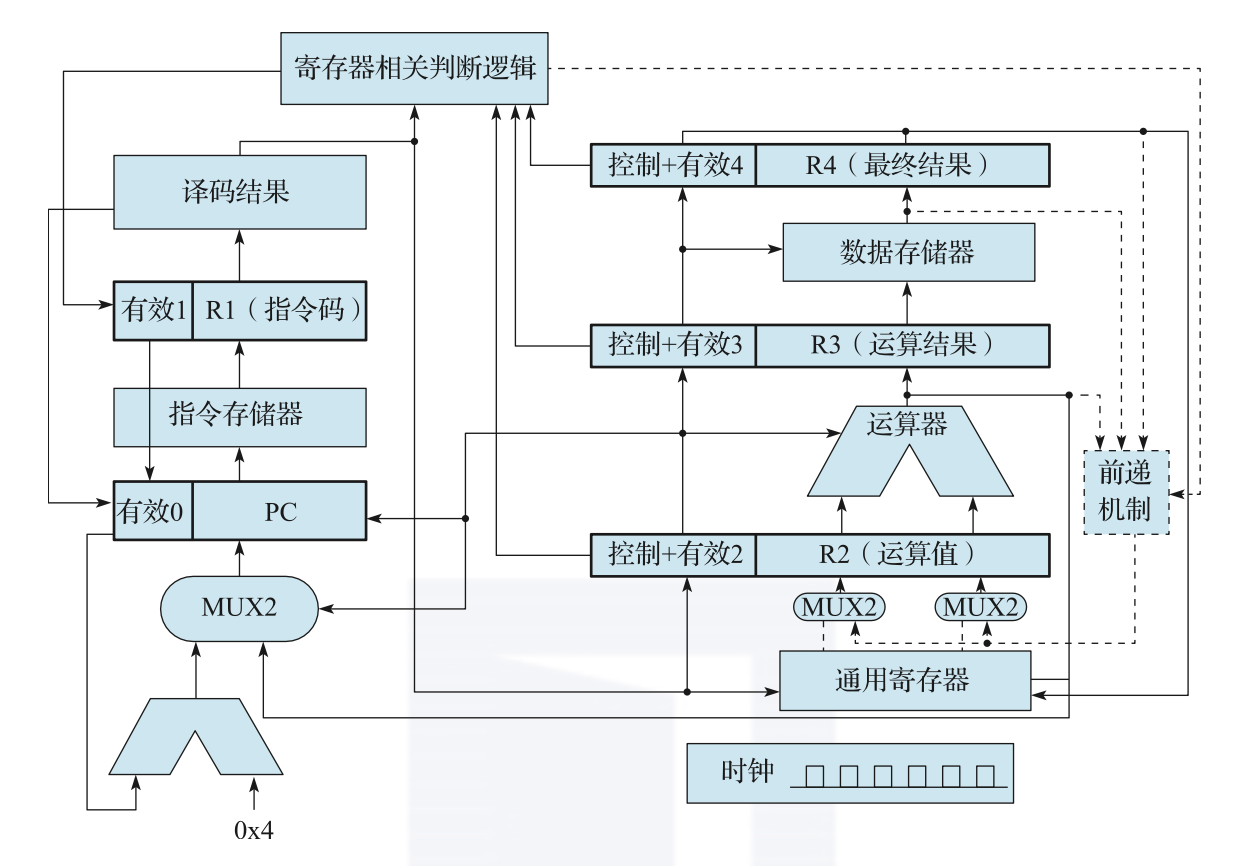 寄存器相关判断逻辑
译码结果
有效1
R1（指令码）
指令存储器
有效0
PC
MUX2
0x4
控制+有效4
R4（最终结果）
数据存储器
控制+有效3
R3（运算结果）
运算器
前递
机制
控制+有效2
R2（运算值）
MUX2
MUX2
通用寄存器
时钟